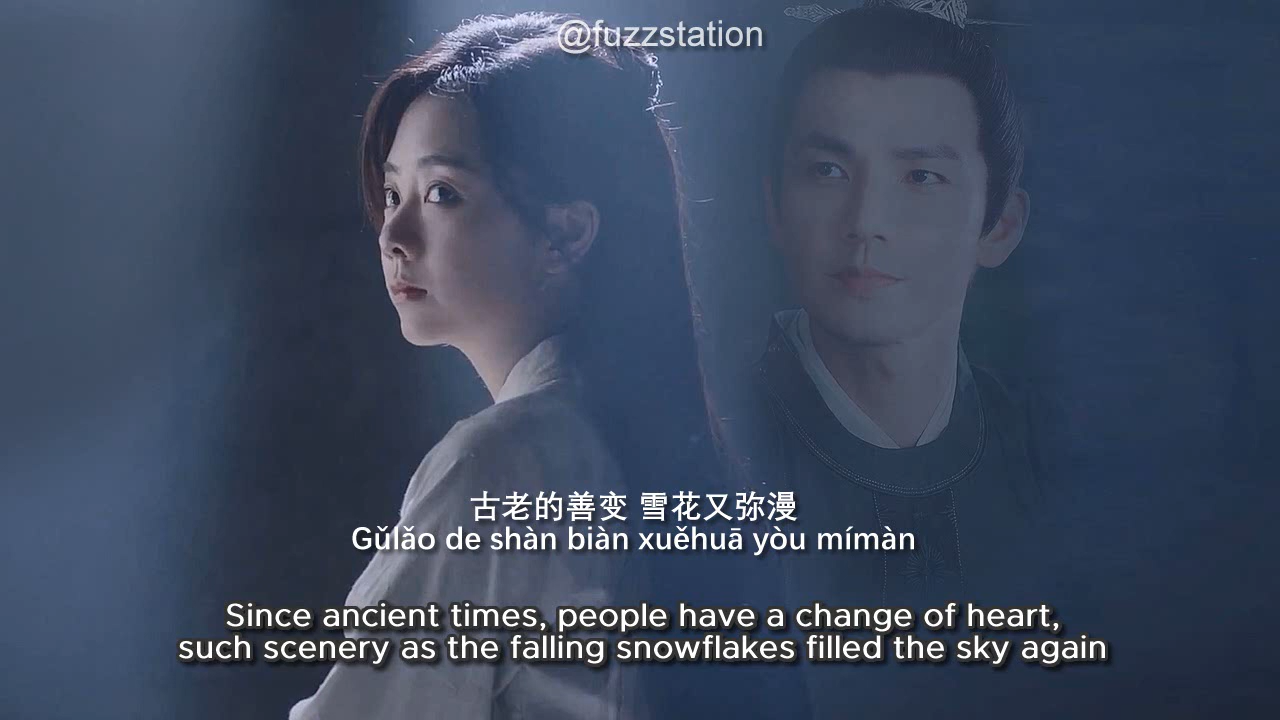 @fuzzstation
古老的善变 雪花又弥漫
Gǔlǎo de shàn biàn xuěhuā yòu mímàn
Since ancient times, people have a change of heart,
such scenery as the falling snowflakes filled the sky again